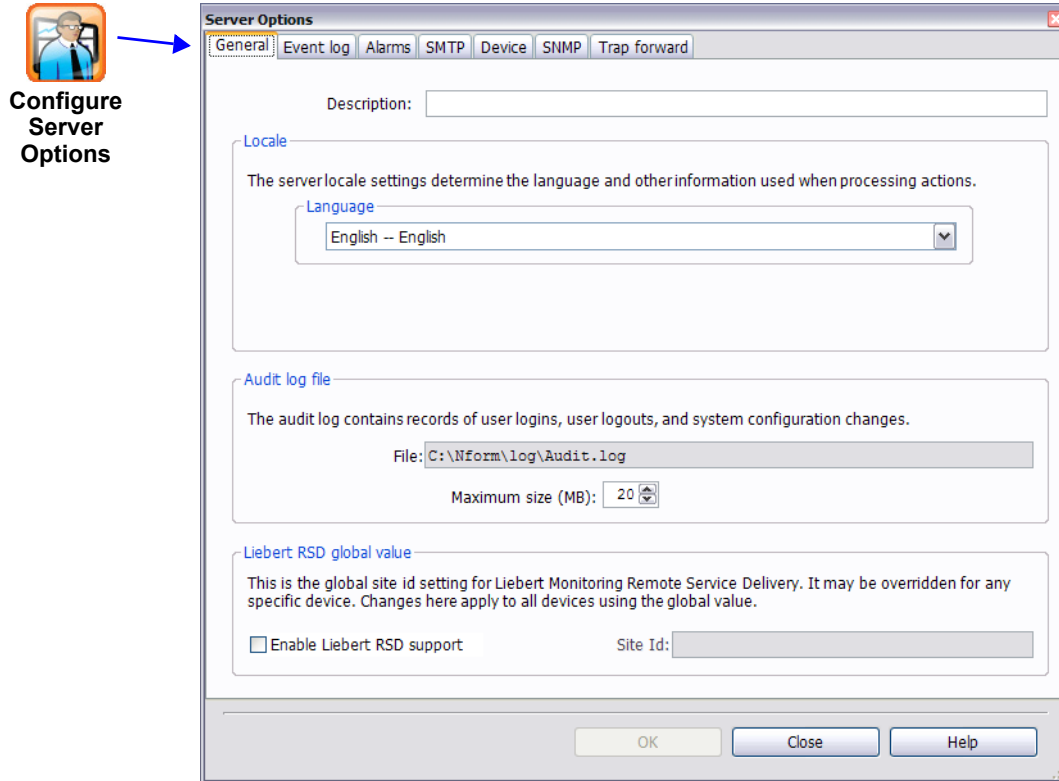 Configure
Server
Options
Server Options
General Event log Alarms SMTP Device SNMP Trap forward
Description:
Locale
The server locale settings determine the language and other information used when processing actions.
Language
English -- English
Audit log file
The audit log contains records of user logins, user logouts, and system configuration changes.
File: C:\Nform\log\Audit.log
Maximum size (MB): 20
Liebert RSD global value
This is the global site id setting for Liebert Monitoring Remote Service Delivery. It may be overridden for any
specific device. Changes here apply to all devices using the global value.
Enable Liebert RSD support Site Id:
OK Close Help